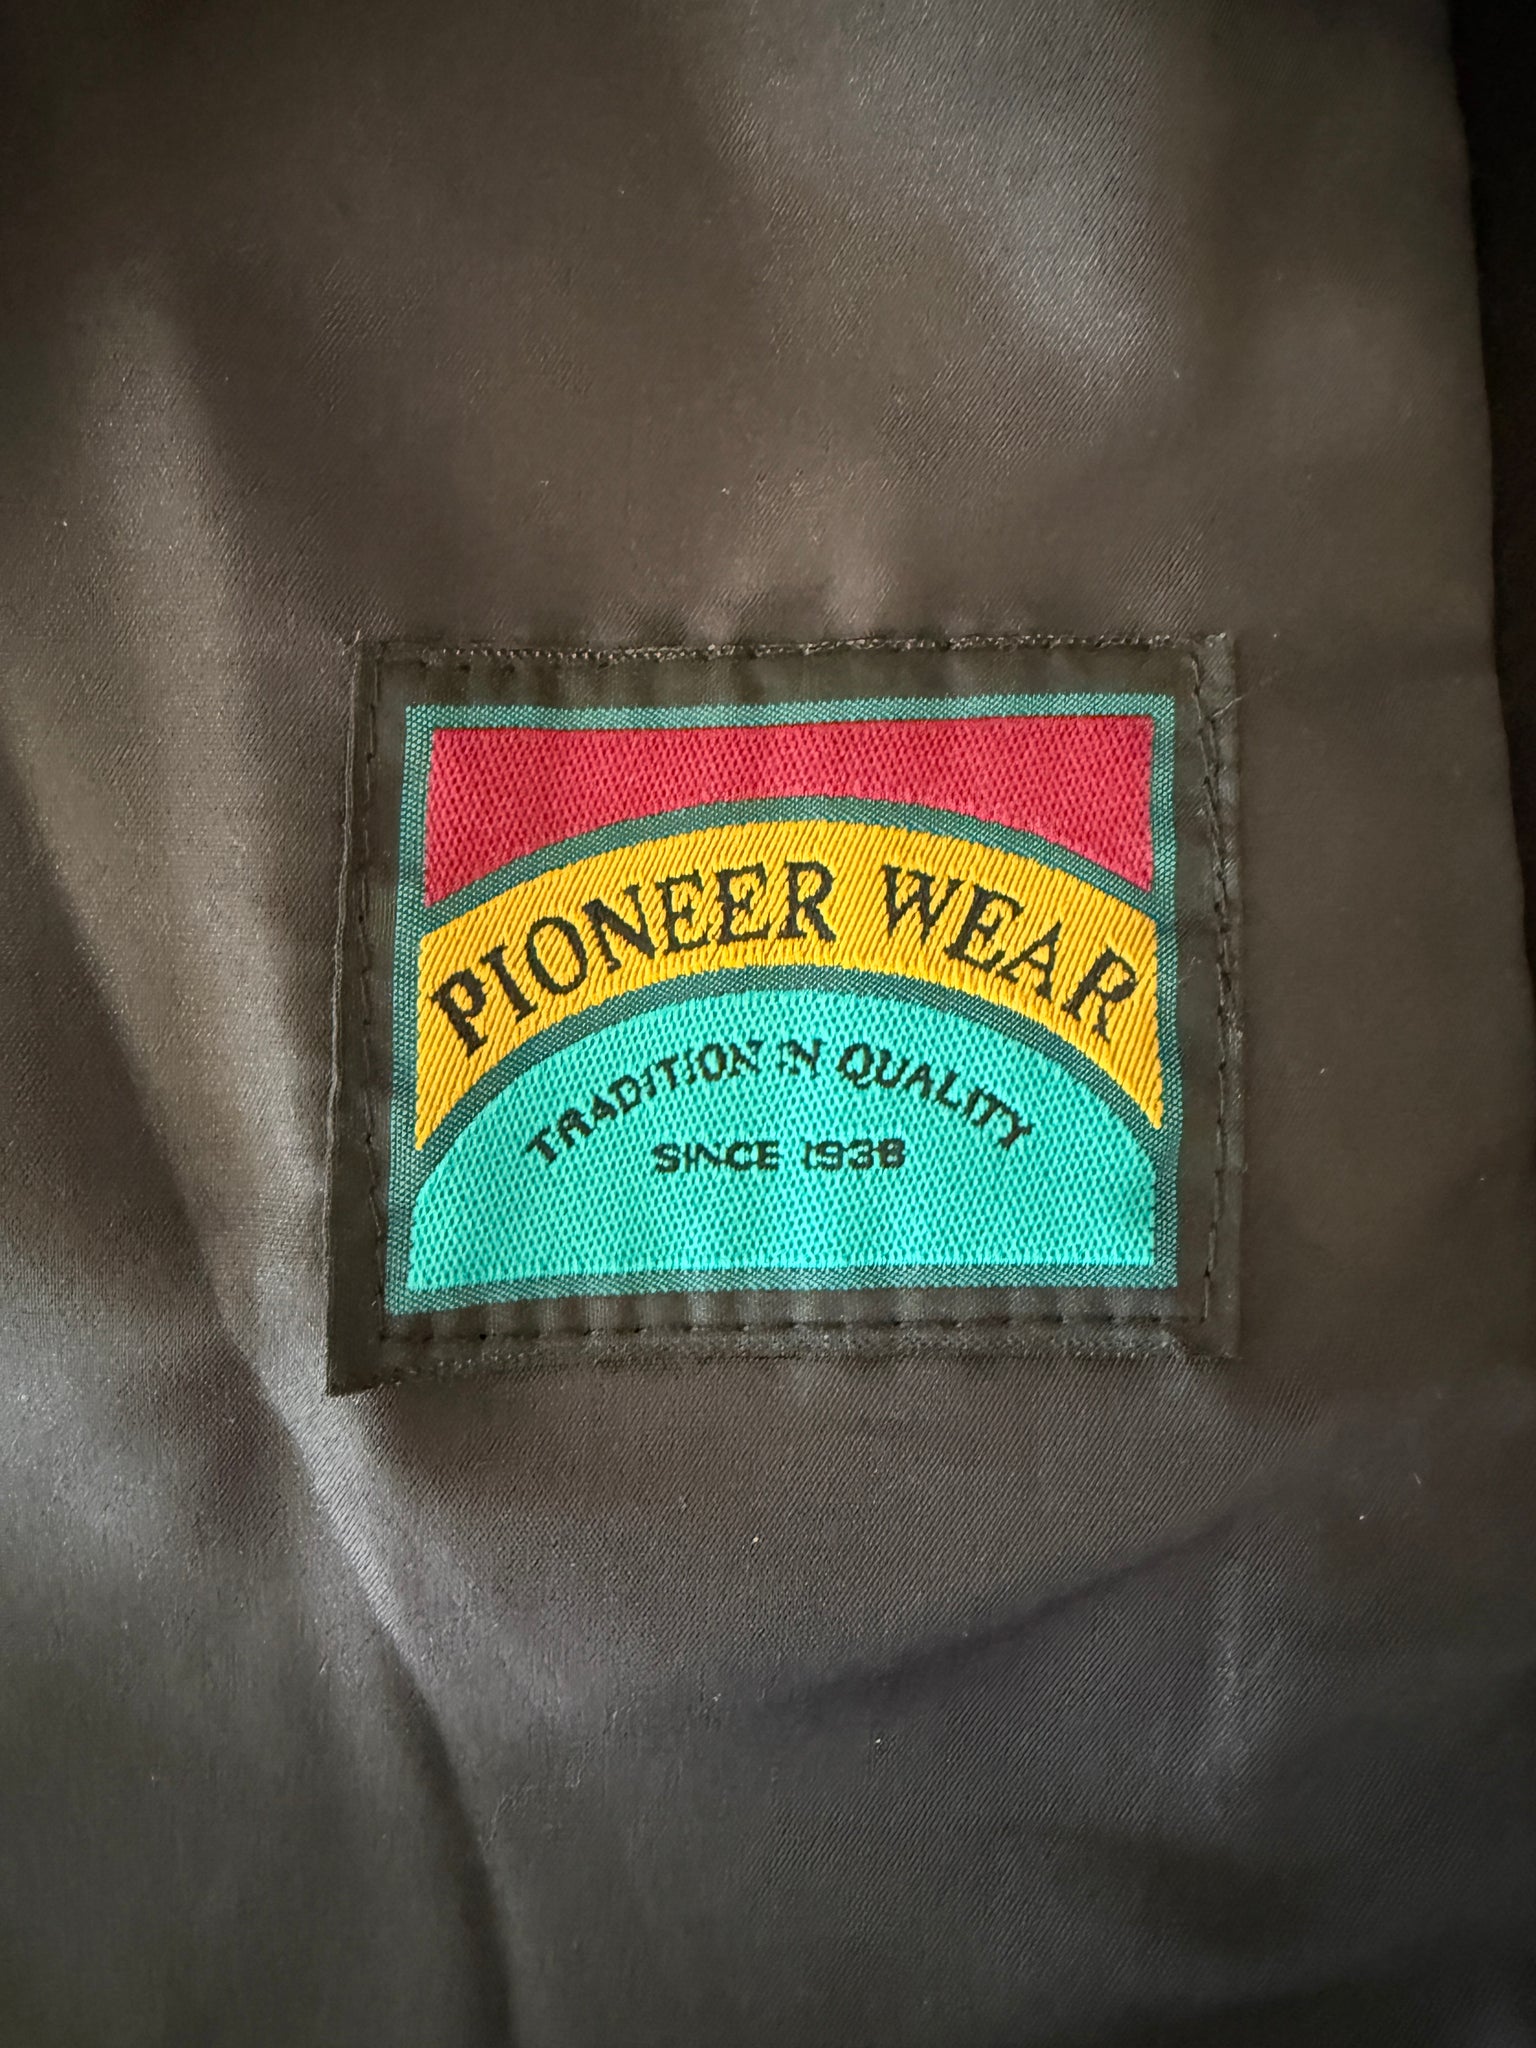 PIONEER WEAR
TRADITION IN QUALITY
SINCE 1938